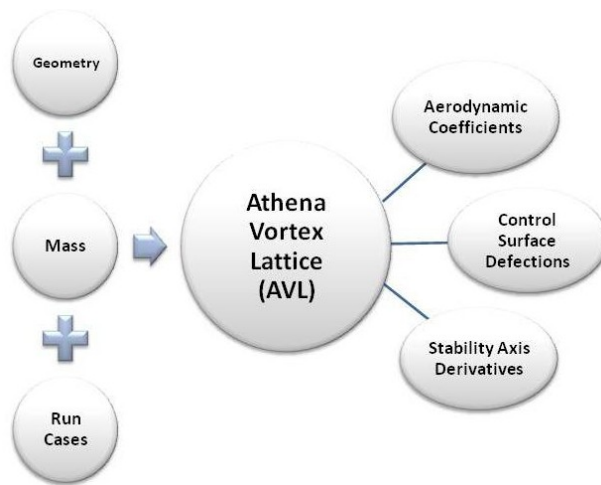 Geometry
Mass
Run
Cases
Athena
Vortex
Lattice
(AVL)
Aerodynamic
Coefficients
Control
Surface
Defections
Stability Axis
Derivatives